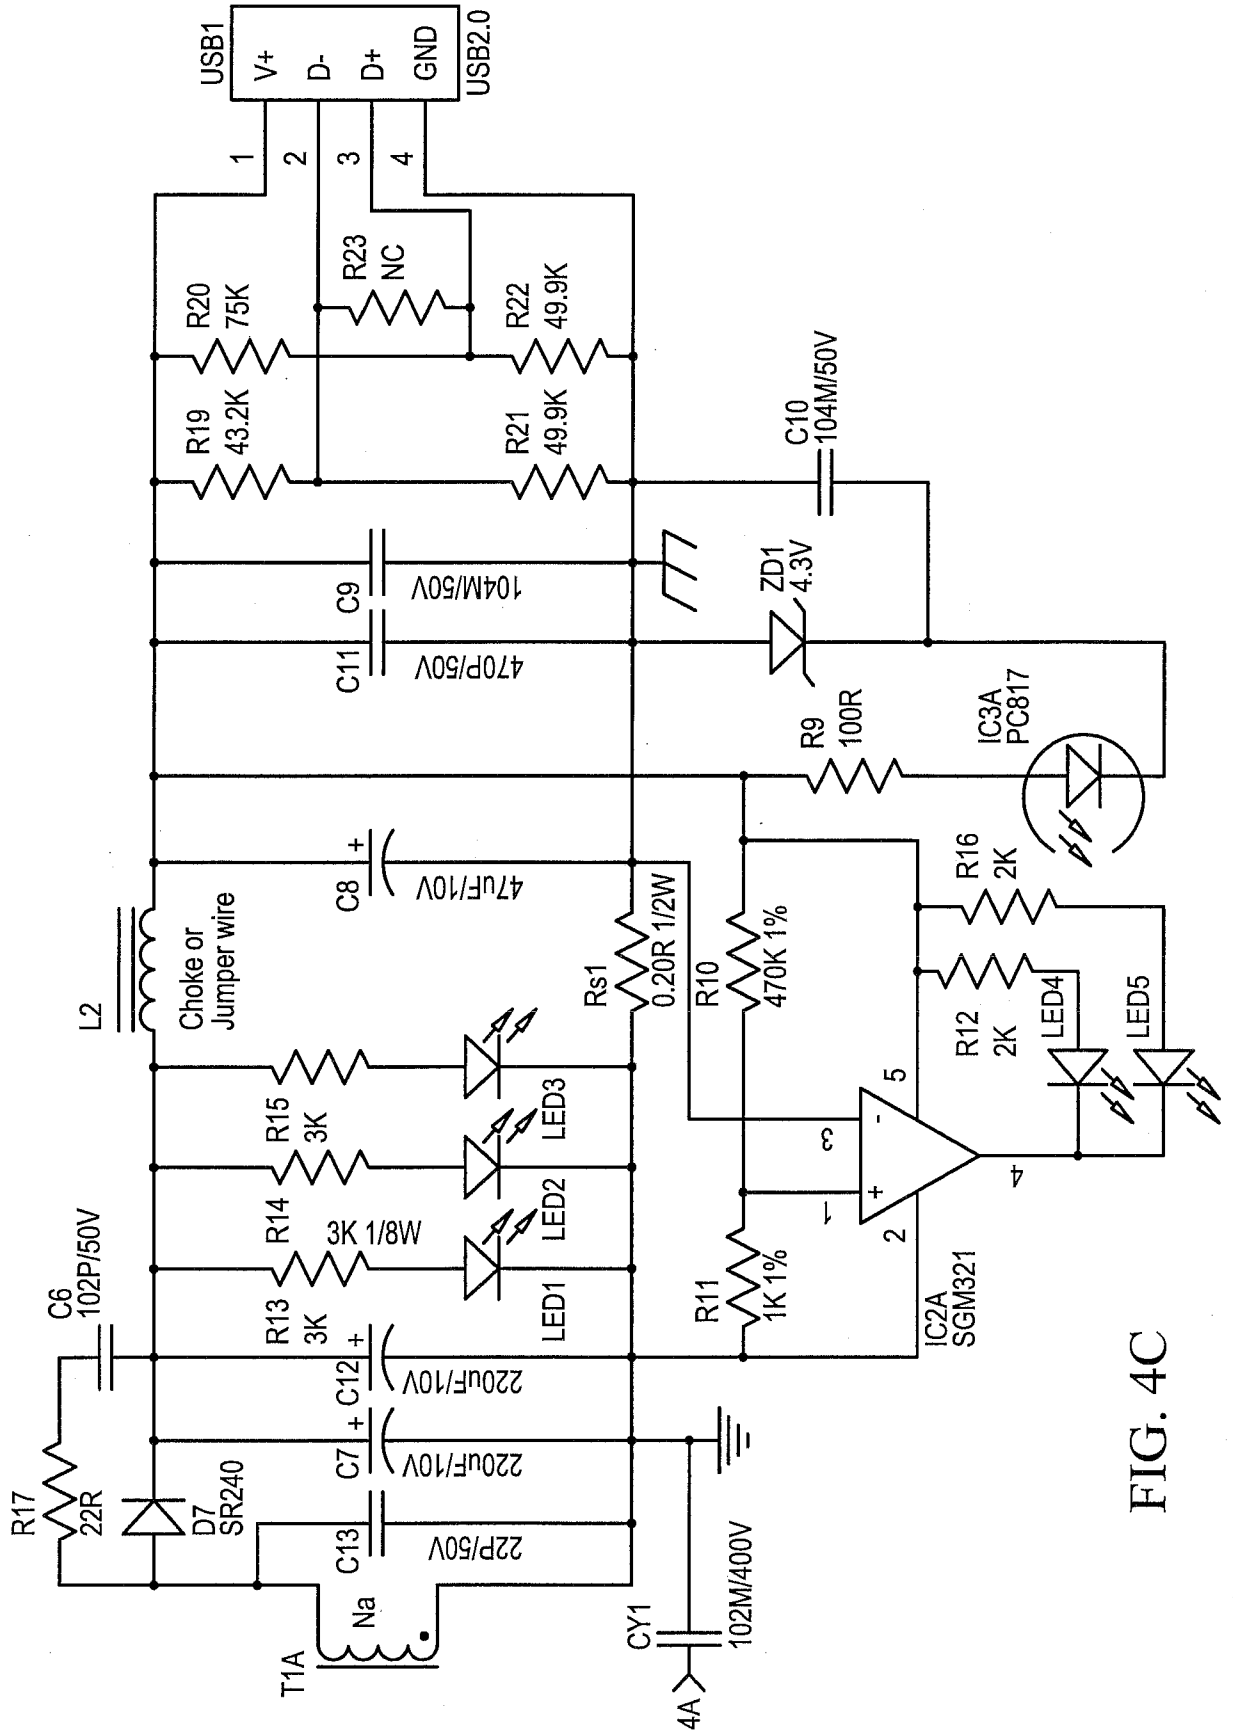 USB1
V+
D-
D+
GND
USB2.0
1
2
3
4
R20
75K
R23
NC
R22
49.9K
R19
43.2K
R21
49.9K
C10
104M/50V
C9
104M/50V
C11
470P/50V
ZD1
4.3V
R9
100R
IC3A
PC817
L2
Choke or
Jumper wire
C8
+
47uF/10V
Rs1
0.20R 1/2W
R10
470K 1%
R16
2K
R12
2K
LED4
LED5
R15
3K
LED3
R14
3K 1/8W
LED2
R13
3K
LED1
5
3
-
+
1
2
4
R11
1K 1%
IC2A
SGM321
C6
102P/50V
C12
+
220uF/10V
C7
+
220uF/10V
R17
22R
D7
SR240
C13
22P/50V
T1A
Na
CY1
102M/400V
4A
FIG. 4C